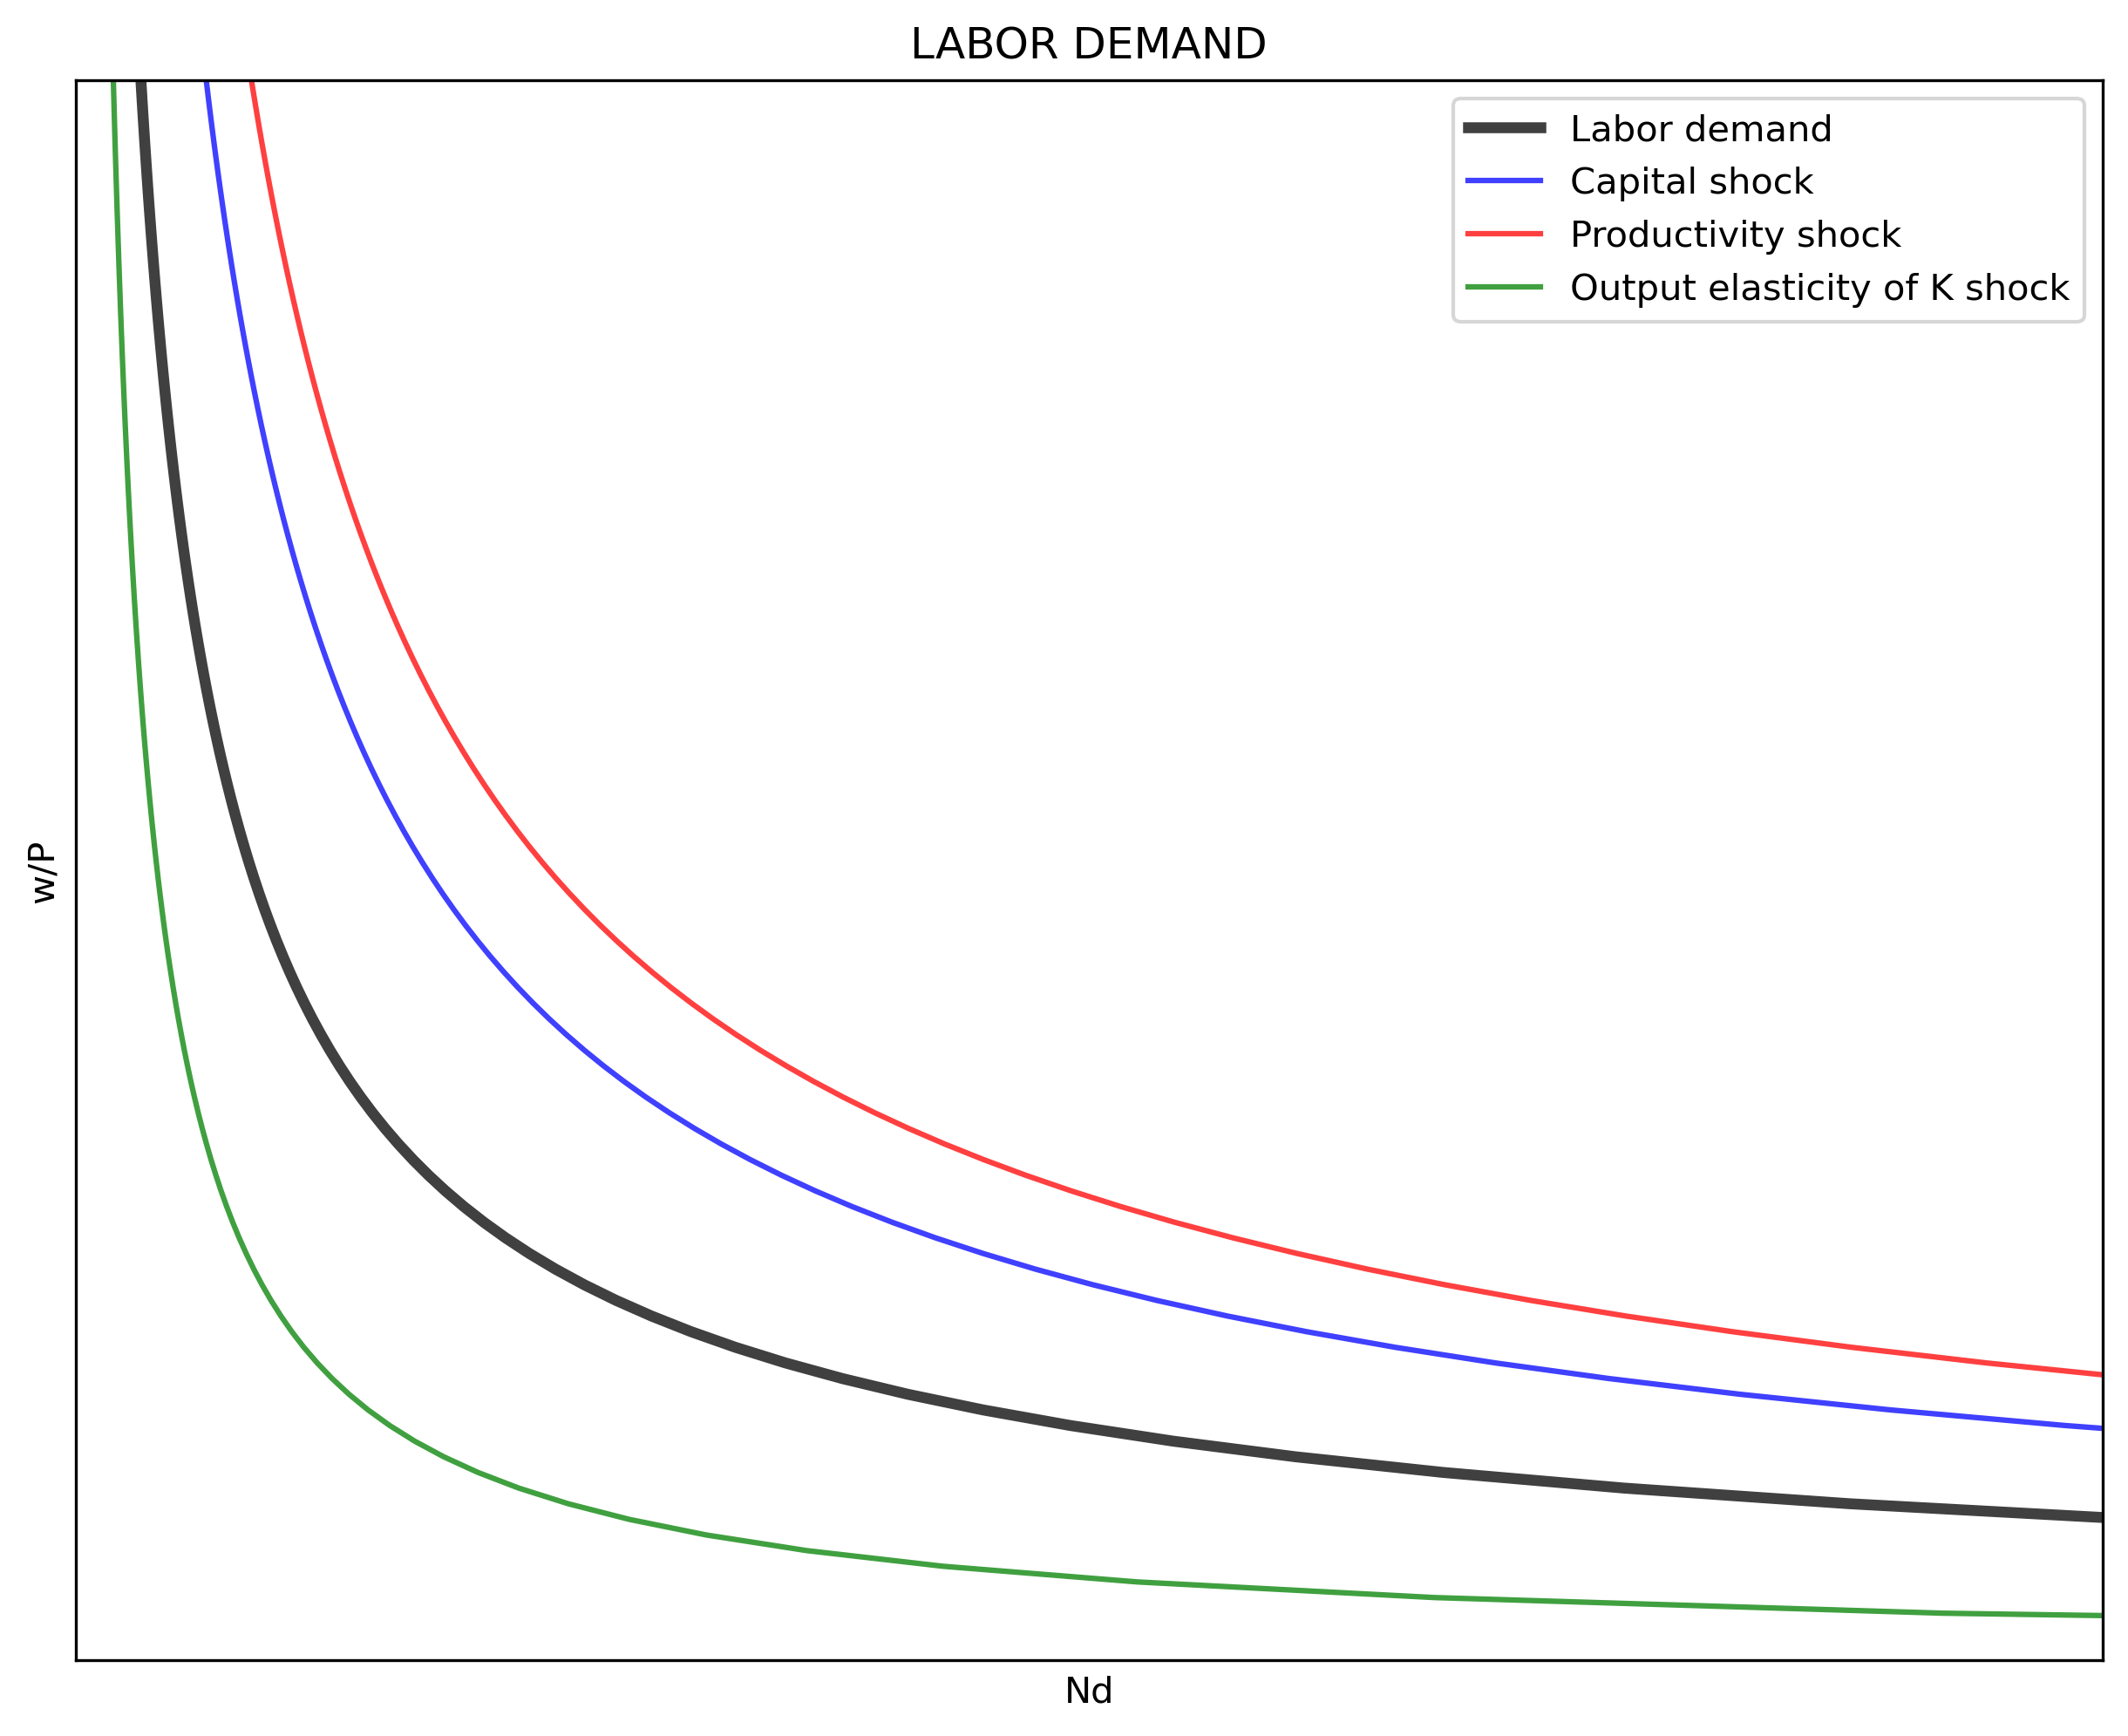 LABOR DEMAND
Labor demand
Capital shock
Productivity shock
Output elasticity of K shock
w/P
Nd